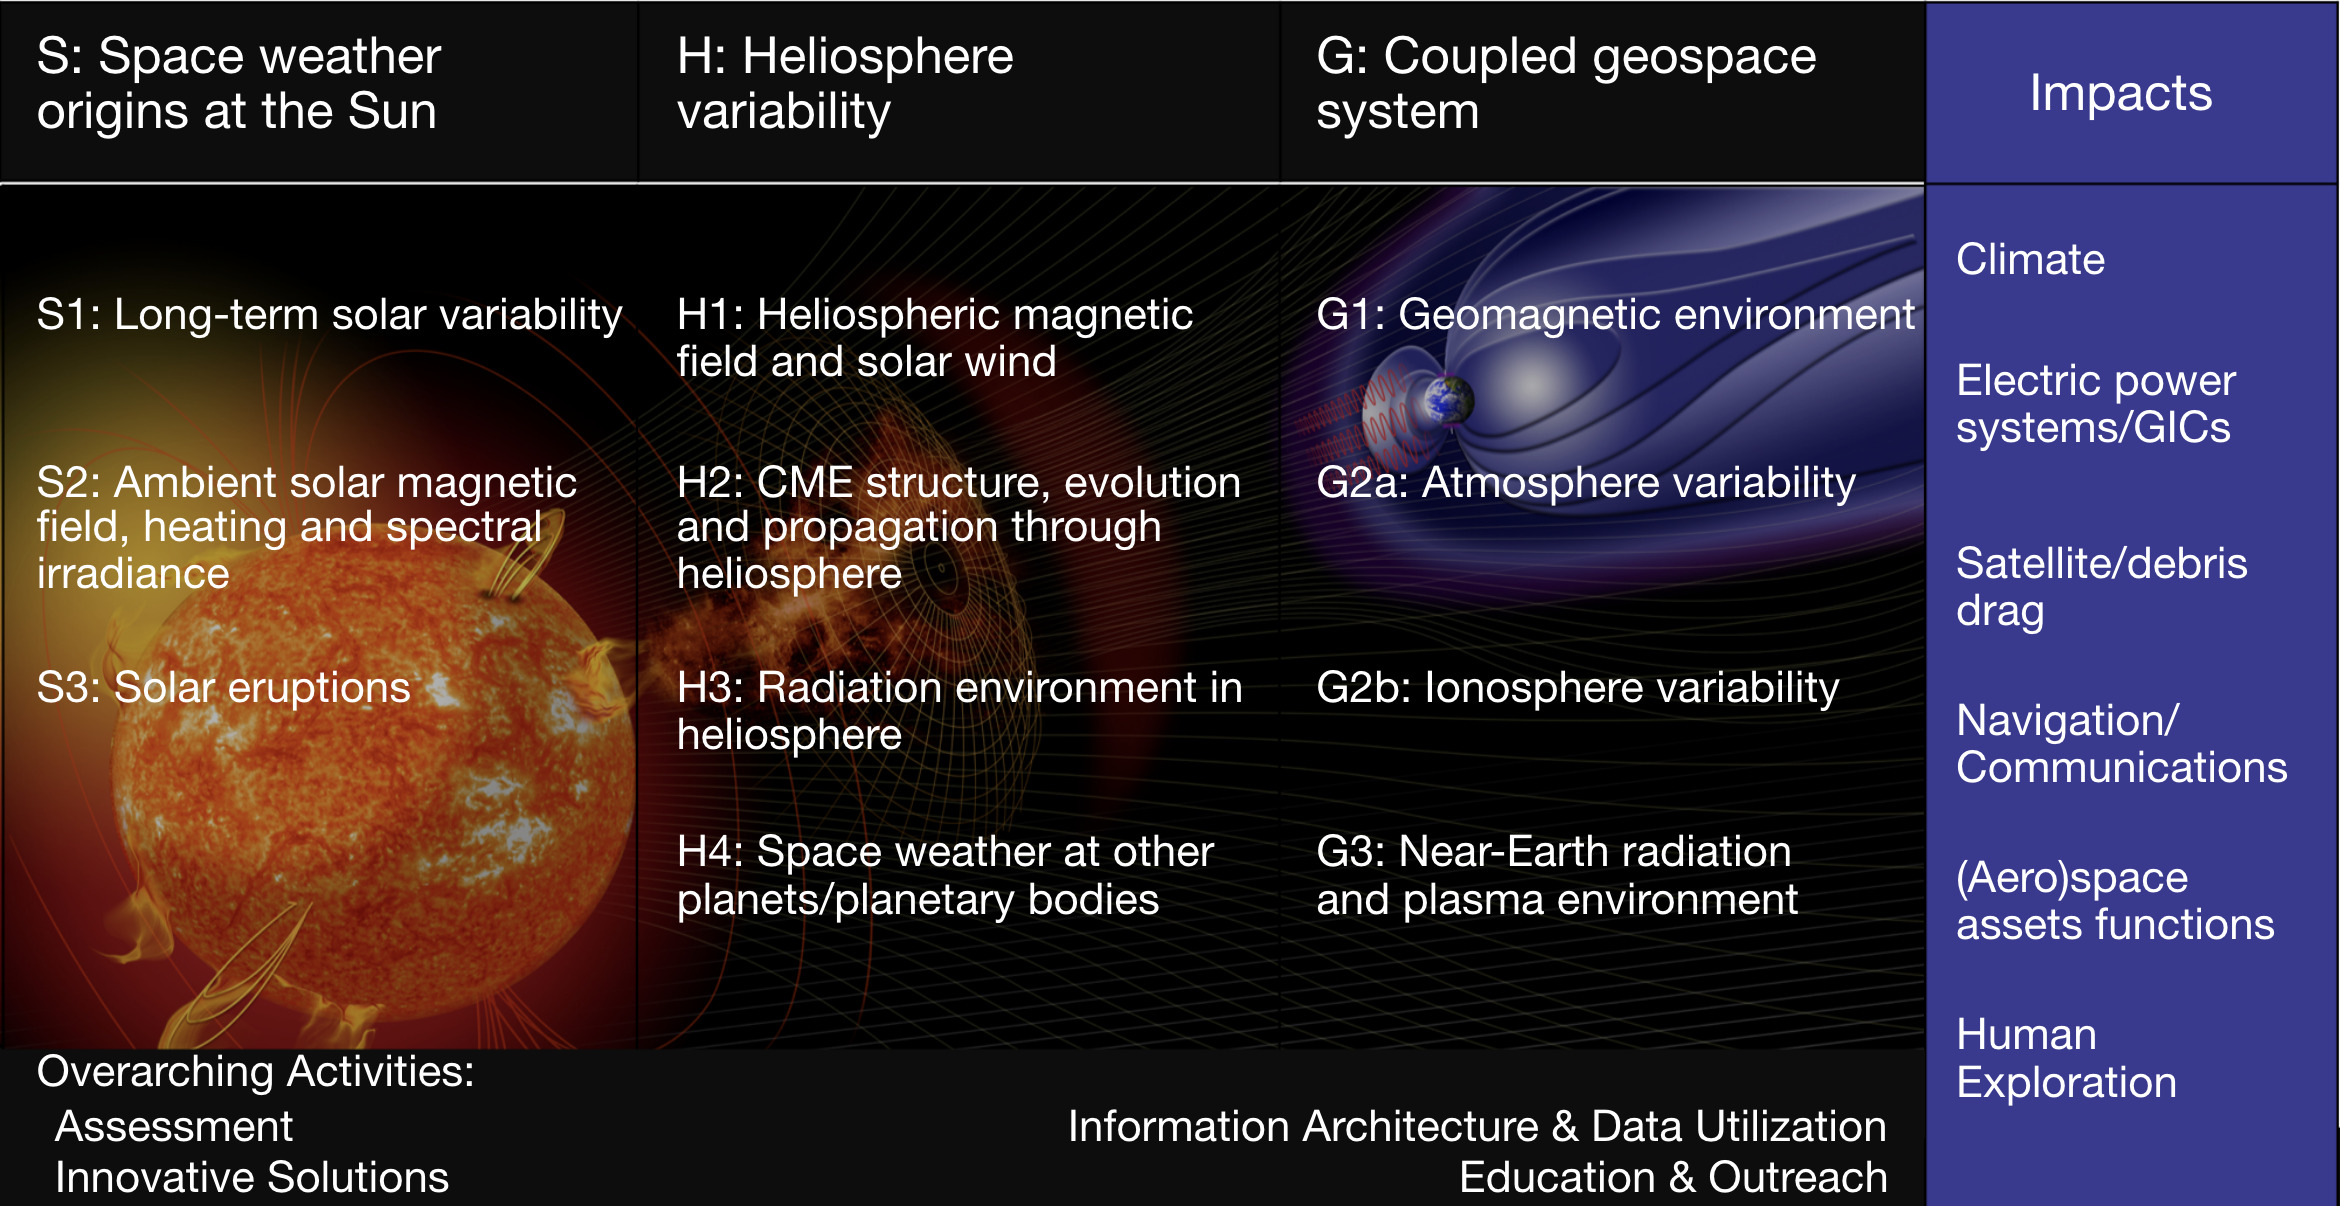 S: Space weather
origins at the Sun
H: Heliosphere
variability
G: Coupled geospace
system
Impacts
S1: Long-term solar variability
S2: Ambient solar magnetic
field, heating and spectral
irradiance
S3: Solar eruptions
H1: Heliospheric magnetic
field and solar wind
H2: CME structure, evolution
and propagation through
heliosphere
H3: Radiation environment in
heliosphere
H4: Space weather at other
planets/planetary bodies
G1: Geomagnetic environment
G2a: Atmosphere variability
G2b: Ionosphere variability
G3: Near-Earth radiation
and plasma environment
Climate
Electric power
systems/GICs
Satellite/debris
drag
Navigation/
Communications
(Aero)space
assets functions
Human
Exploration
Overarching Activities:
Assessment
Innovative Solutions
Information Architecture & Data Utilization
Education & Outreach